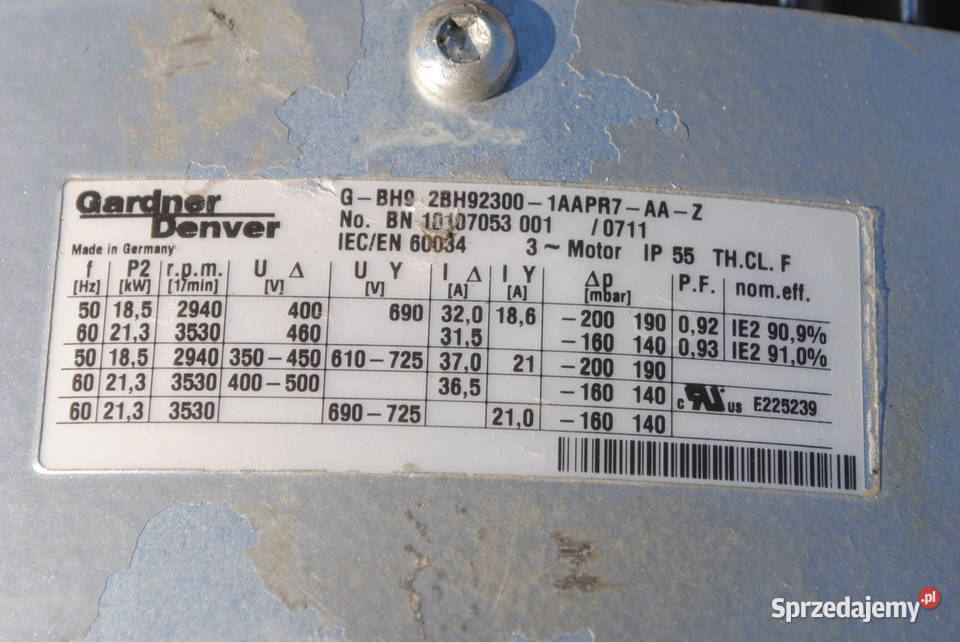 Gardner
Denver
Made in Germany
G-BH9 2BH92300-1AAPR7-AA-Z
No. BN 10107053 001 /0711
IEC/EN 60034 3~ Motor IP 55 TH.CL. F
f P2 r.p.m. U Δ U Y I Δ I Y Δp P.F. nom.eff.
[Hz] [kW] [1/min] [V] [V] [A] [A] [mbar]
50 18,5 2940 400 690 32,0 18,6 -200 190 0,92 IE2 90,9%
60 21,3 3530 460 31,5 -160 140 0,93 IE2 91,0%
50 18,5 2940 350-450 610-725 37,0 21 -200 190
60 21,3 3530 400-500 36,5 -160 140 c RU us E225239
60 21,3 3530 690-725 21,0 -160 140
Sprzedajemy.pl